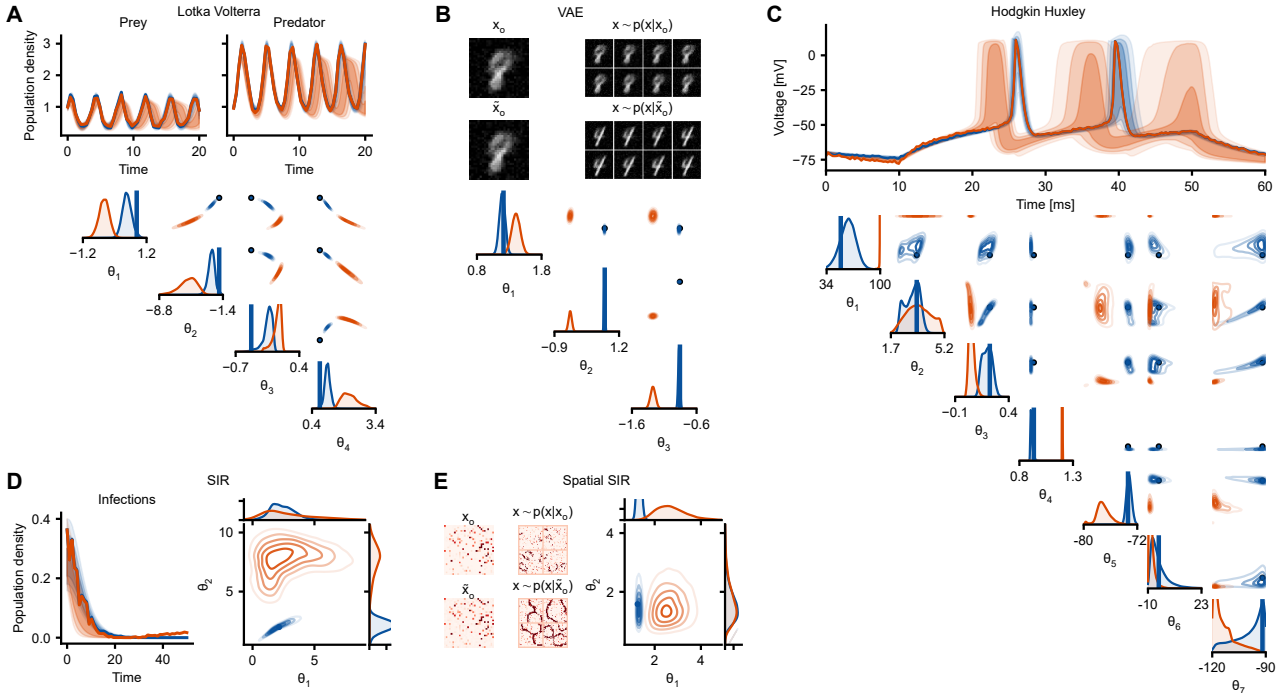 A
Lotka Volterra
Prey
Predator
Population density
3
2
1
0
10
20
0
10
20
Time
Time
−1.2
1.2
θ1
−8.8
−1.4
θ2
−0.7
0.4
θ3
0.4
3.4
θ4
B
VAE
xo
x ~ p(x|xo)
x̃o
x ~ p(x|x̃o)
0.8
1.8
θ1
−0.9
1.2
θ2
−1.6
−0.6
θ3
C
Hodgkin Huxley
Voltage [mV]
0
−25
−50
−75
0
10
20
30
40
50
60
Time [ms]
34
100
θ1
1.7
5.2
θ2
-0.1
0.4
θ3
0.8
1.3
θ4
-80
-72
θ5
-10
23
θ6
-120
-90
θ7
D
SIR
Infections
Population density
0.4
0.2
0.0
0
20
40
Time
θ2
10
5
0
5
θ1
E
Spatial SIR
xo
x ~ p(x|xo)
x̃o
x ~ p(x|x̃o)
θ2
4
2
2
4
θ1